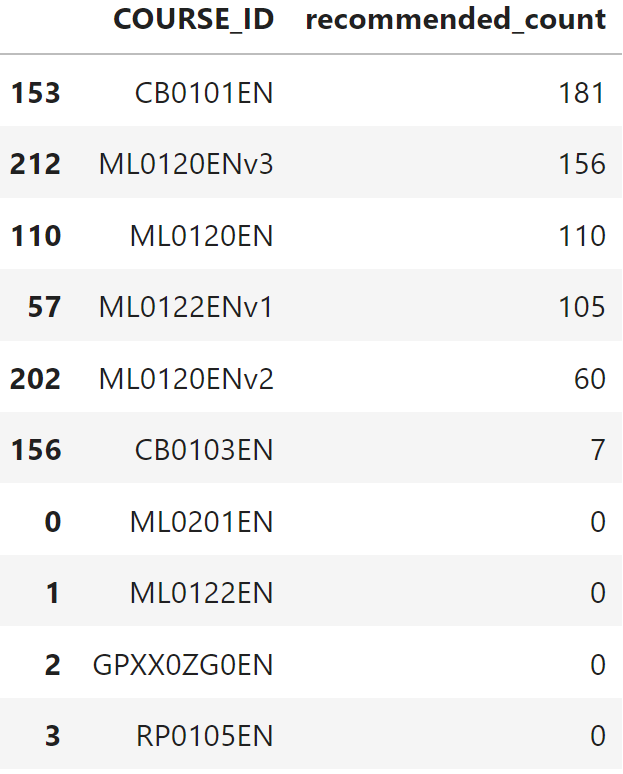 COURSE_ID recommended_count
153 CB0101EN 181
212 ML0120ENv3 156
110 ML0120EN 110
57 ML0122ENv1 105
202 ML0120ENv2 60
156 CB0103EN 7
0 ML0201EN 0
1 ML0122EN 0
2 GPXX0ZG0EN 0
3 RP0105EN 0